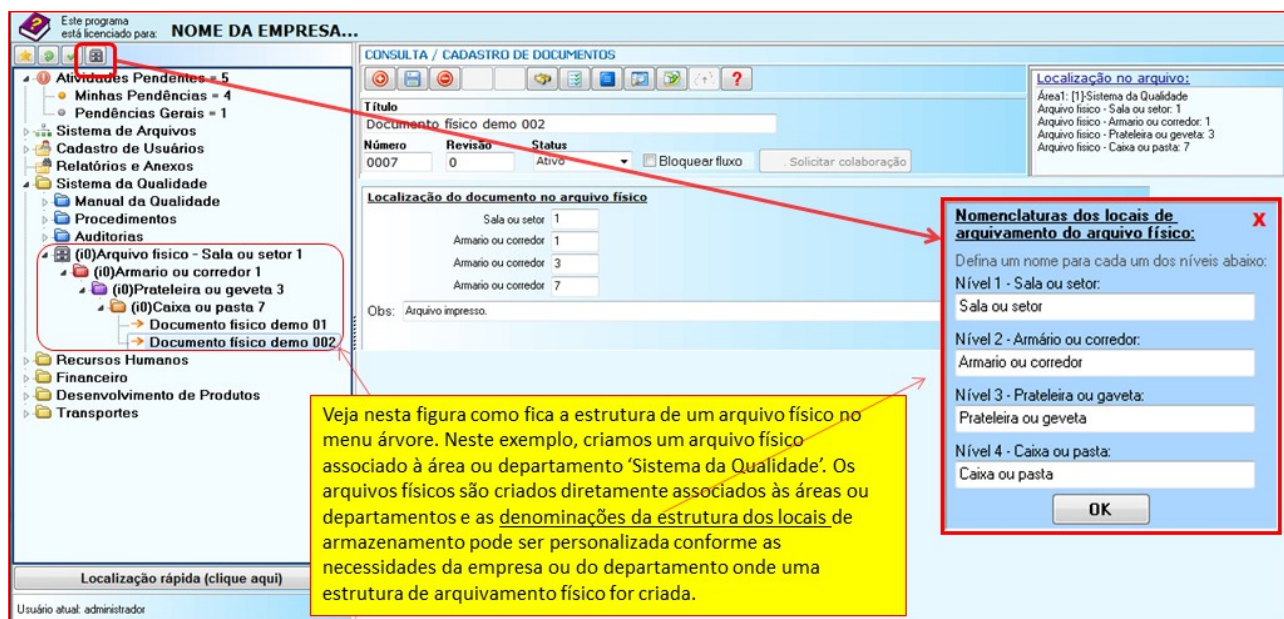 Este programa
está licenciado para: NOME DA EMPRESA...
Atividades Pendentes = 5
Minhas Pendências = 4
Pendências Gerais = 1
Sistema de Arquivos
Cadastro de Usuários
Relatórios e Anexos
Sistema da Qualidade
Manual da Qualidade
Procedimentos
Auditorias
(i0)Arquivo fisico - Sala ou setor 1
(i0)Armario ou corredor 1
(i0)Prateleira ou geveta 3
(i0)Caixa ou pasta 7
Documento fisico demo 01
Documento físico demo 002
Recursos Humanos
Financeiro
Desenvolvimento de Produtos
Transportes
Localização rápida (clique aqui)
Usuário atual: administrador
CONSULTA / CADASTRO DE DOCUMENTOS
?
Título
Documento físico demo 002
Número Revisão Status
0007 0 Ativo Bloquear fluxo . Solicitar colaboração
Localização do documento no arquivo físico
Sala ou setor 1
Armario ou corredor 1
Armario ou corredor 3
Armario ou corredor 7
Obs: Arquivo impresso.
Localização no arquivo:
Área1: [1]-Sistema da Qualidade
Arquivo fisico - Sala ou setor: 1
Arquivo fisico - Armario ou corredor: 1
Arquivo fisico - Prateleira ou geveta: 3
Arquivo fisico - Caixa ou pasta: 7
Nomenclaturas dos locais de X
arquivamento do arquivo físico:
Defina um nome para cada um dos níveis abaixo:
Nível 1 - Sala ou setor:
Sala ou setor
Nível 2 - Armário ou corredor:
Armario ou corredor
Nível 3 - Prateleira ou gaveta:
Prateleira ou geveta
Nível 4 - Caixa ou pasta:
Caixa ou pasta
OK
Veja nesta figura como fica a estrutura de um arquivo físico no
menu árvore. Neste exemplo, criamos um arquivo físico
associado à área ou departamento ‘Sistema da Qualidade’. Os
arquivos físicos são criados diretamente associados às áreas ou
departamentos e as denominações da estrutura dos locais de
armazenamento pode ser personalizada conforme as
necessidades da empresa ou do departamento onde uma
estrutura de arquivamento físico for criada.